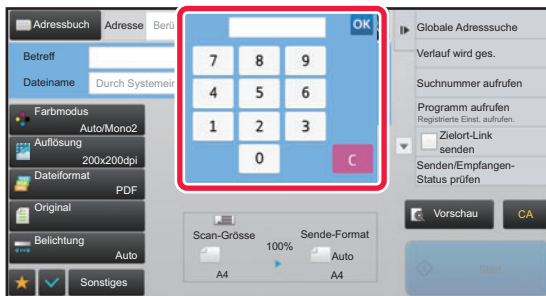 Adressbuch
Adresse
Berü
OK
Betreff
Dateiname
Durch Systemein
7 8 9
4 5 6
1 2 3
0
C
Farbmodus
Auto/Mono2
Auflösung
200x200dpi
Dateiformat
PDF
Original
Belichtung
Auto
Sonstiges
Scan-Grösse
A4
100%
Sende-Format
Auto
A4
Globale Adresssuche
Verlauf wird ges.
Suchnummer aufrufen
Programm aufrufen
Registrierte Einst. aufrufen.
Zielort-Link
senden
Senden/Empfangen-
Status prüfen
Vorschau
CA
Start